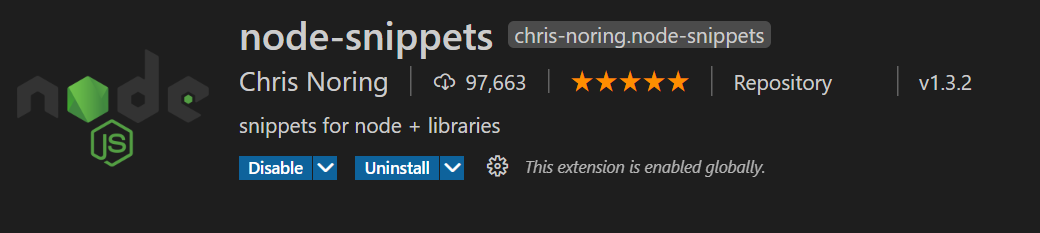 node
JS
node-snippets chris-noring.node-snippets
Chris Noring 97,663 Repository v1.3.2
snippets for node + libraries
Disable Uninstall This extension is enabled globally.